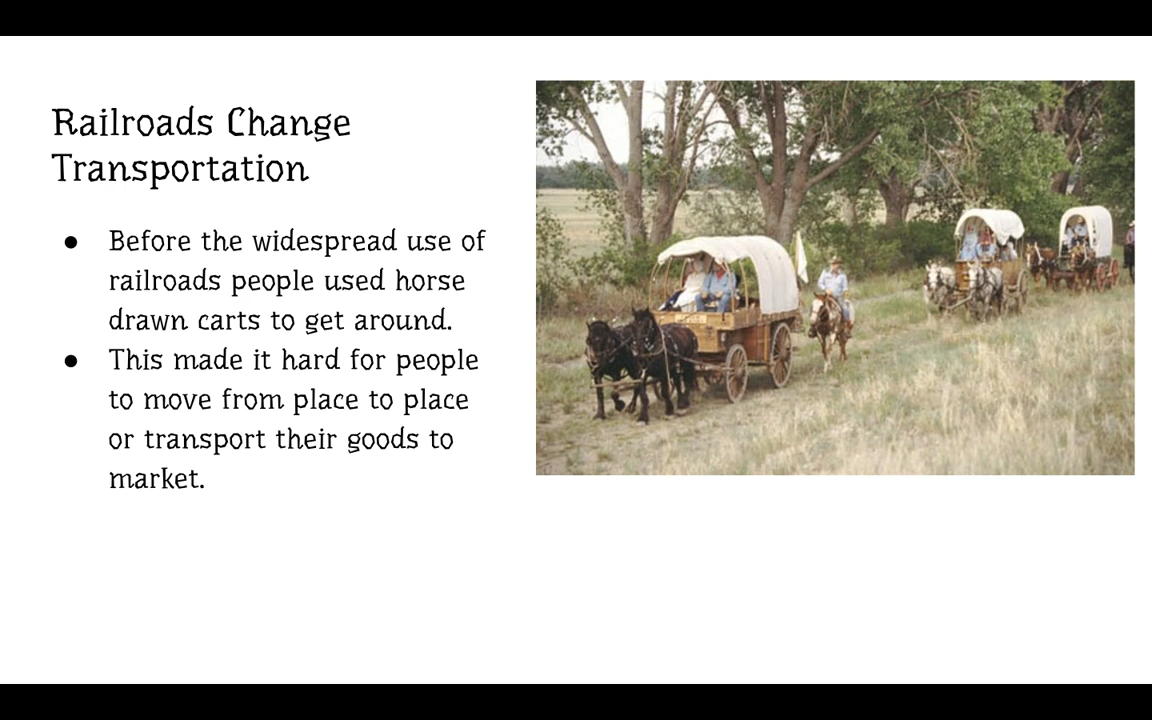 Railroads Change
Transportation
● Before the widespread use of
railroads people used horse
drawn carts to get around.
● This made it hard for people
to move from place to place
or transport their goods to
market.